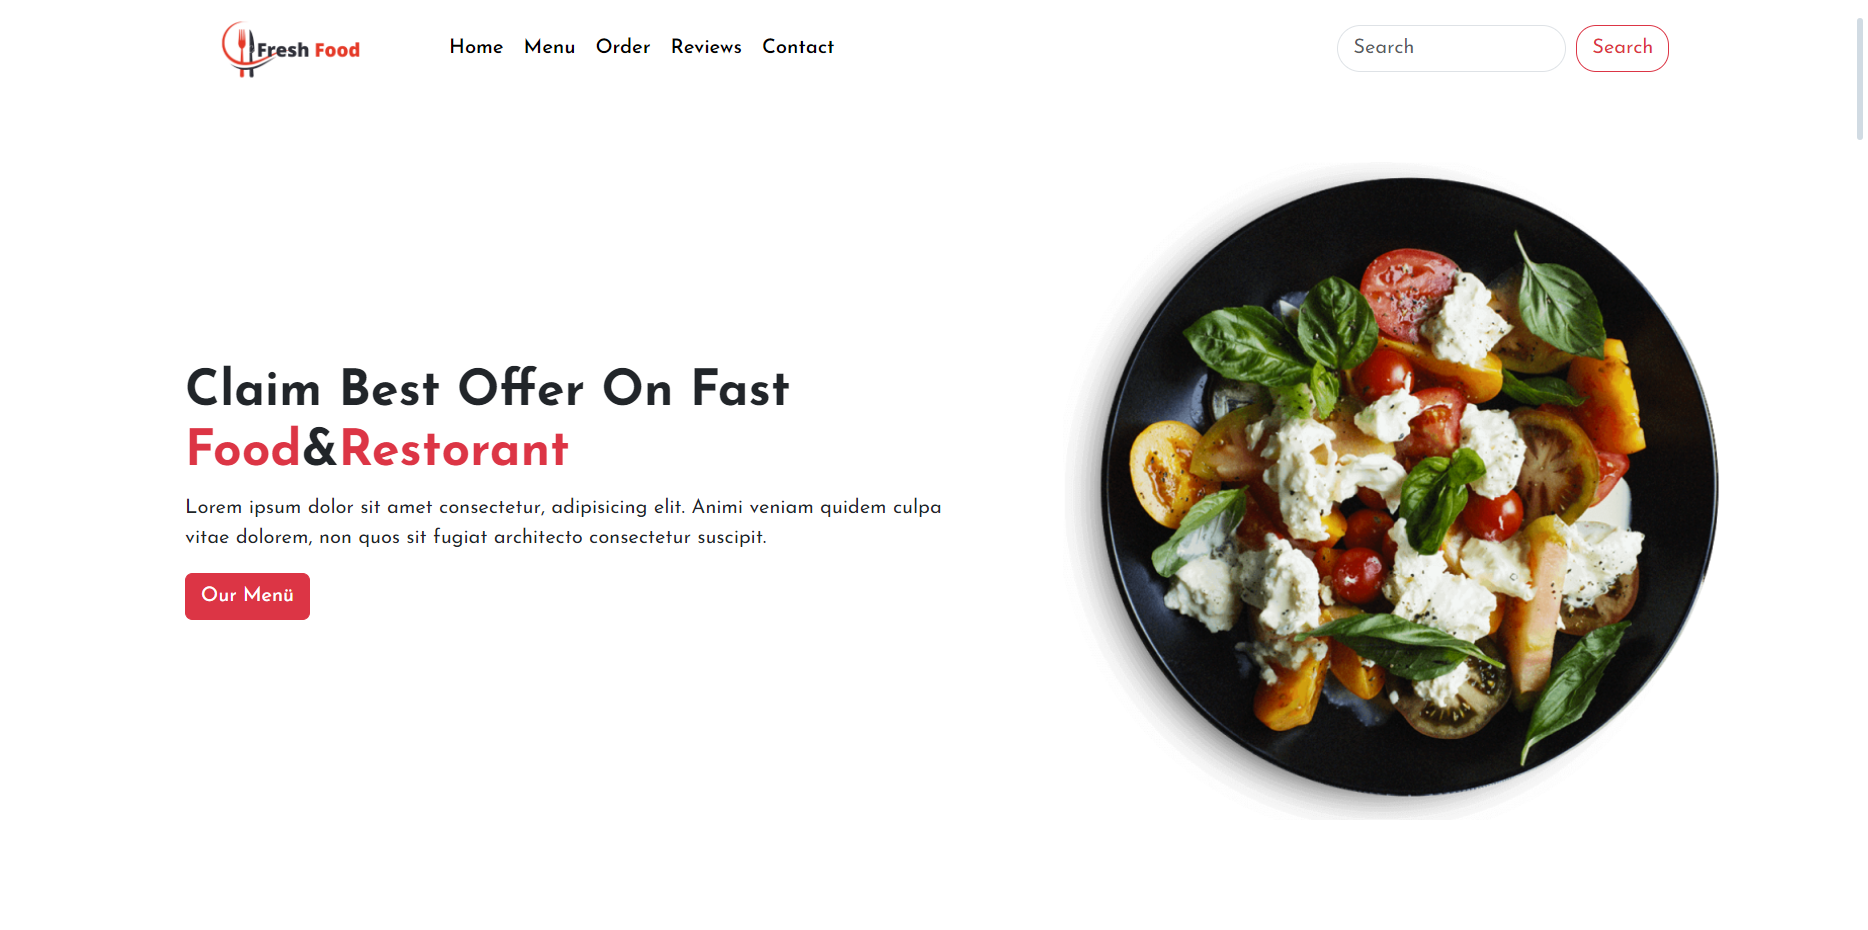 Fresh Food
Home Menu Order Reviews Contact
Search
Search
Claim Best Offer On Fast
Food&Restorant
Lorem ipsum dolor sit amet consectetur, adipisicing elit. Animi veniam quidem culpa
vitae dolorem, non quos sit fugiat architecto consectetur suscipit.
Our Menü